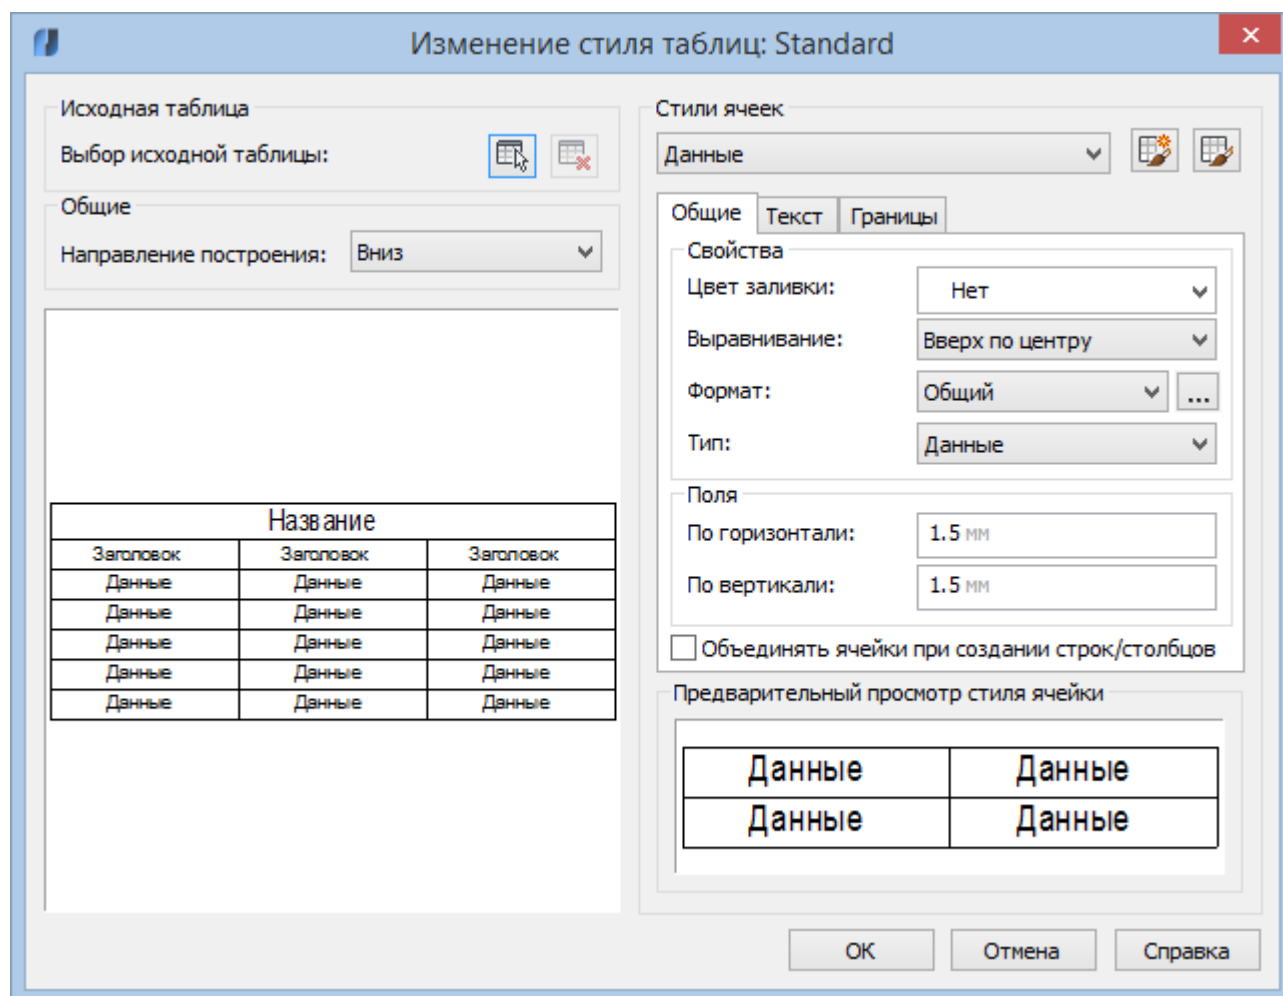 Изменение стиля таблиц: Standard
Исходная таблица
Выбор исходной таблицы:
Общие
Направление построения: Вниз
Название
Заголовок Заголовок Заголовок
Данные Данные Данные
Данные Данные Данные
Данные Данные Данные
Данные Данные Данные
Данные Данные Данные
Стили ячеек
Данные
Общие Текст Границы
Свойства
Цвет заливки: Нет
Выравнивание: Вверх по центру
Формат: Общий ...
Тип: Данные
Поля
По горизонтали: 1.5 мм
По вертикали: 1.5 мм
Объединять ячейки при создании строк/столбцов
Предварительный просмотр стиля ячейки
Данные Данные
Данные Данные
OK Отмена Справка